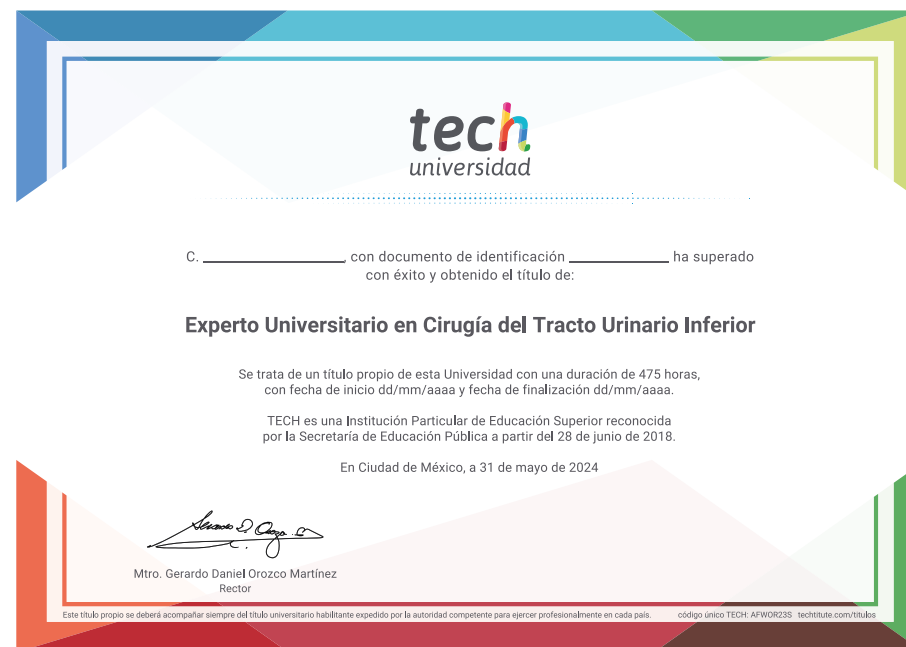 tech
universidad
C. ____________________, con documento de identificación ______________ ha superado
con éxito y obtenido el título de:
Experto Universitario en Cirugía del Tracto Urinario Inferior
Se trata de un título propio de esta Universidad con una duración de 475 horas,
con fecha de inicio dd/mm/aaaa y fecha de finalización dd/mm/aaaa.
TECH es una Institución Particular de Educación Superior reconocida
por la Secretaría de Educación Pública a partir del 28 de junio de 2018.
En Ciudad de México, a 31 de mayo de 2024
Mtro. Gerardo Daniel Orozco Martínez
Rector
Este título propio se deberá acompañar siempre del título universitario habilitante expedido por la autoridad competente para ejercer profesionalmente en cada país. código único TECH: AFWOR23S techtitute.com/titulos